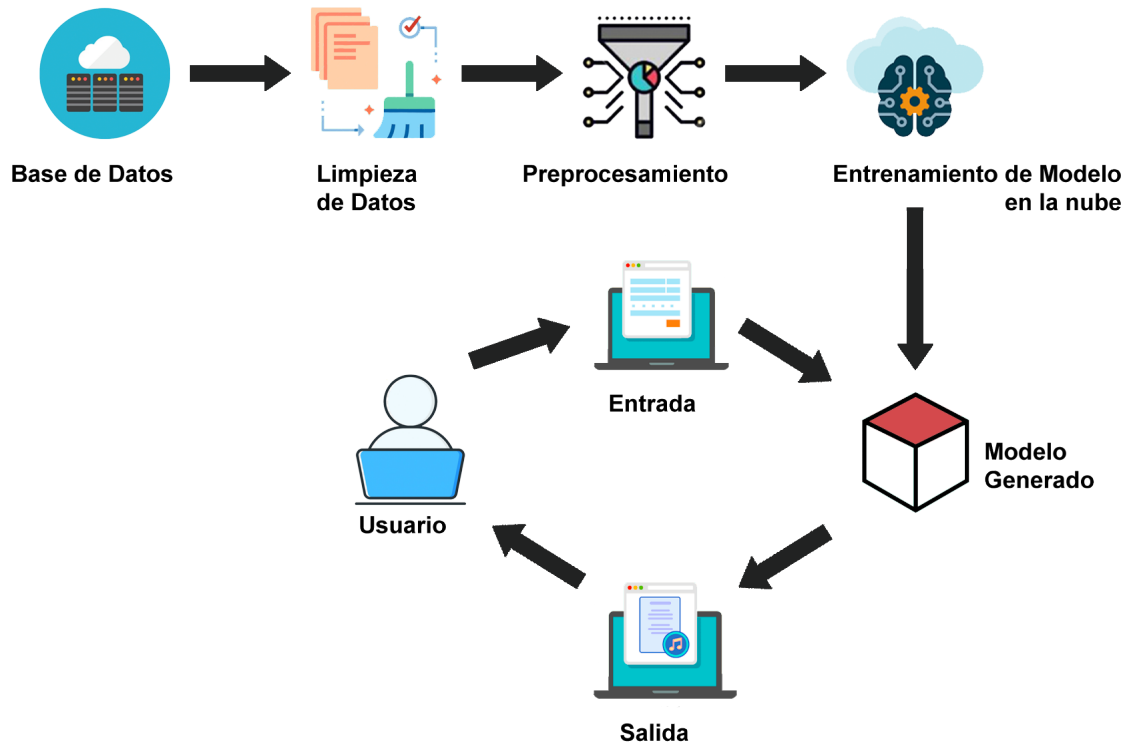 Base de Datos
Limpieza
de Datos
Preprocesamiento
Entrenamiento de Modelo
en la nube
Entrada
Modelo
Generado
Usuario
Salida